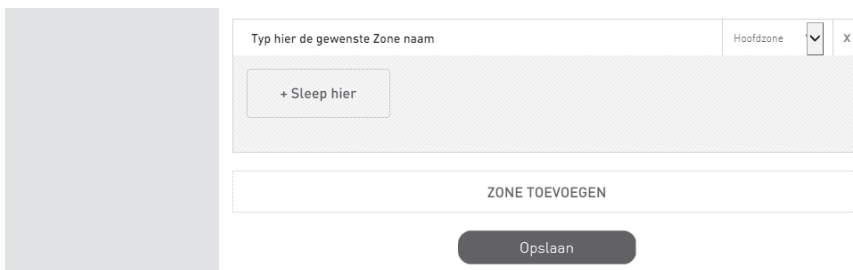 Typ hier de gewenste Zone naam
Hoofdzone
X
+ Sleep hier
ZONE TOEVOEGEN
Opslaan